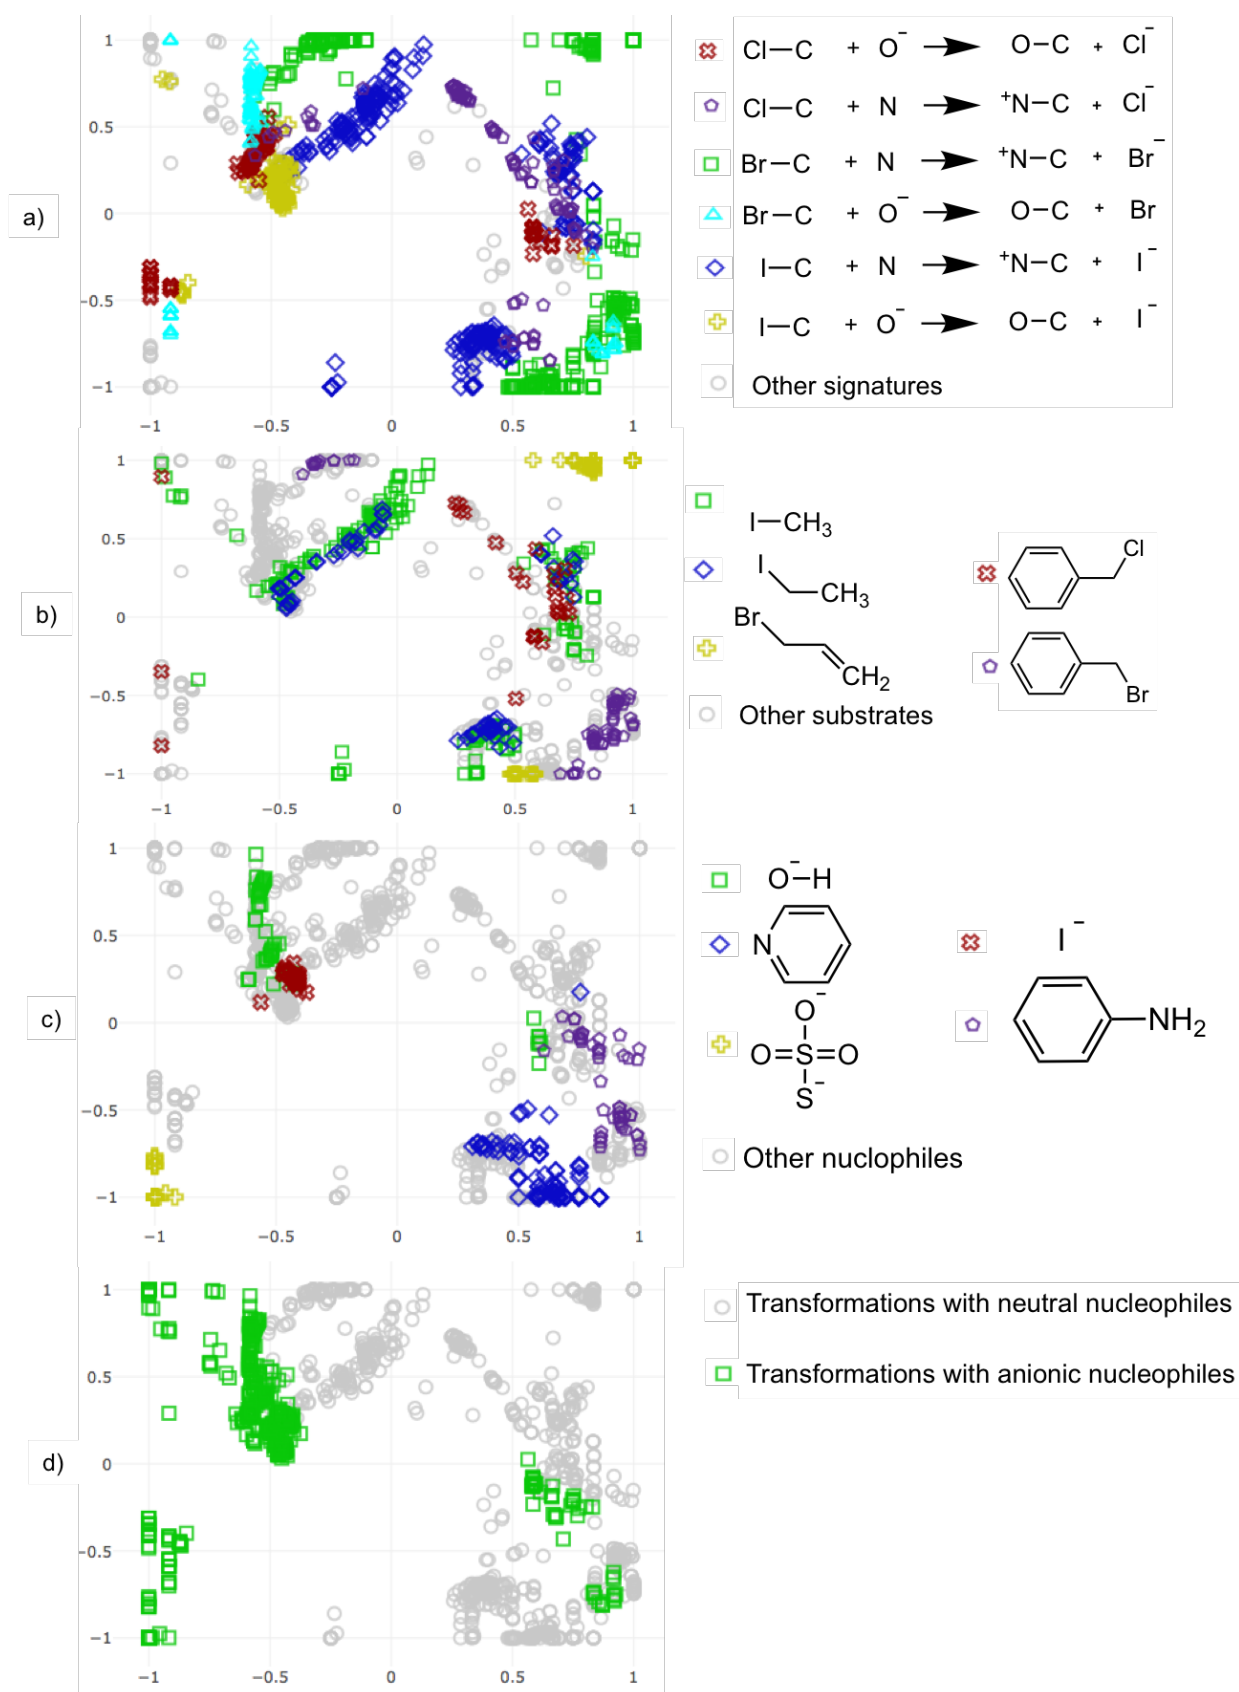 a)
1
0.5
0
−0.5
−1
−1 −0.5 0 0.5 1
Cl−C + O⁻ → O−C + Cl⁻
Cl−C + N → ⁺N−C + Cl⁻
Br−C + N → ⁺N−C + Br⁻
Br−C + O⁻ → O−C + Br⁻
I−C + N → ⁺N−C + I⁻
I−C + O⁻ → O−C + I⁻
Other signatures
b)
1
0.5
0
−0.5
−1
−1 −0.5 0 0.5 1
I−CH₃
I
CH₃
Br
CH₂
Other substrates
Cl
Br
c)
1
0.5
0
−0.5
−1
−1 −0.5 0 0.5 1
O⁻−H
N
O⁻
O=S=O
S⁻
Other nuclophiles
I⁻
NH₂
d)
1
0.5
0
−0.5
−1
−1 −0.5 0 0.5 1
Transformations with neutral nucleophiles
Transformations with anionic nucleophiles